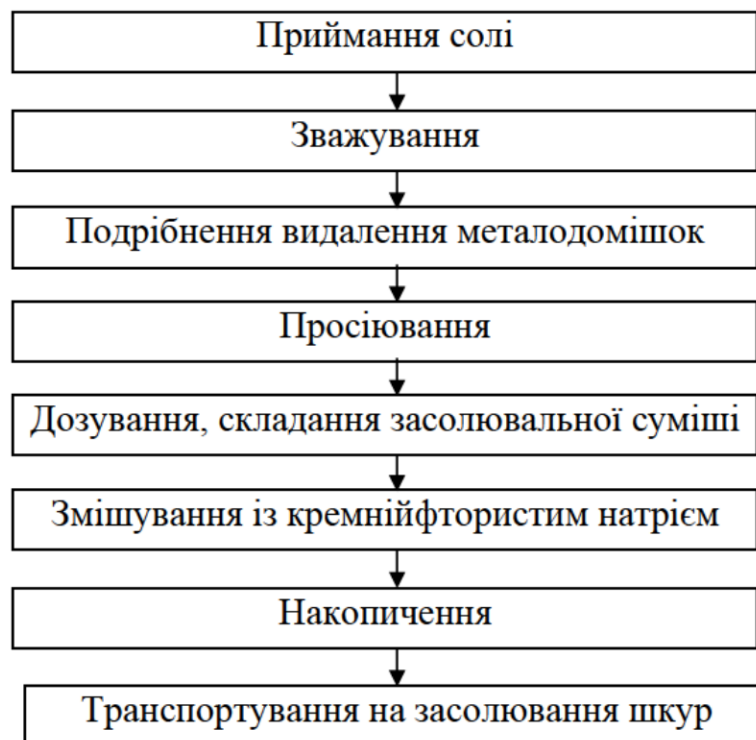 Приймання солі
Зважування
Подрібнення видалення металодомішок
Просіювання
Дозування, складання засолювальної суміші
Змішування із кремнійфтористим натрієм
Накопичення
Транспортування на засолювання шкур